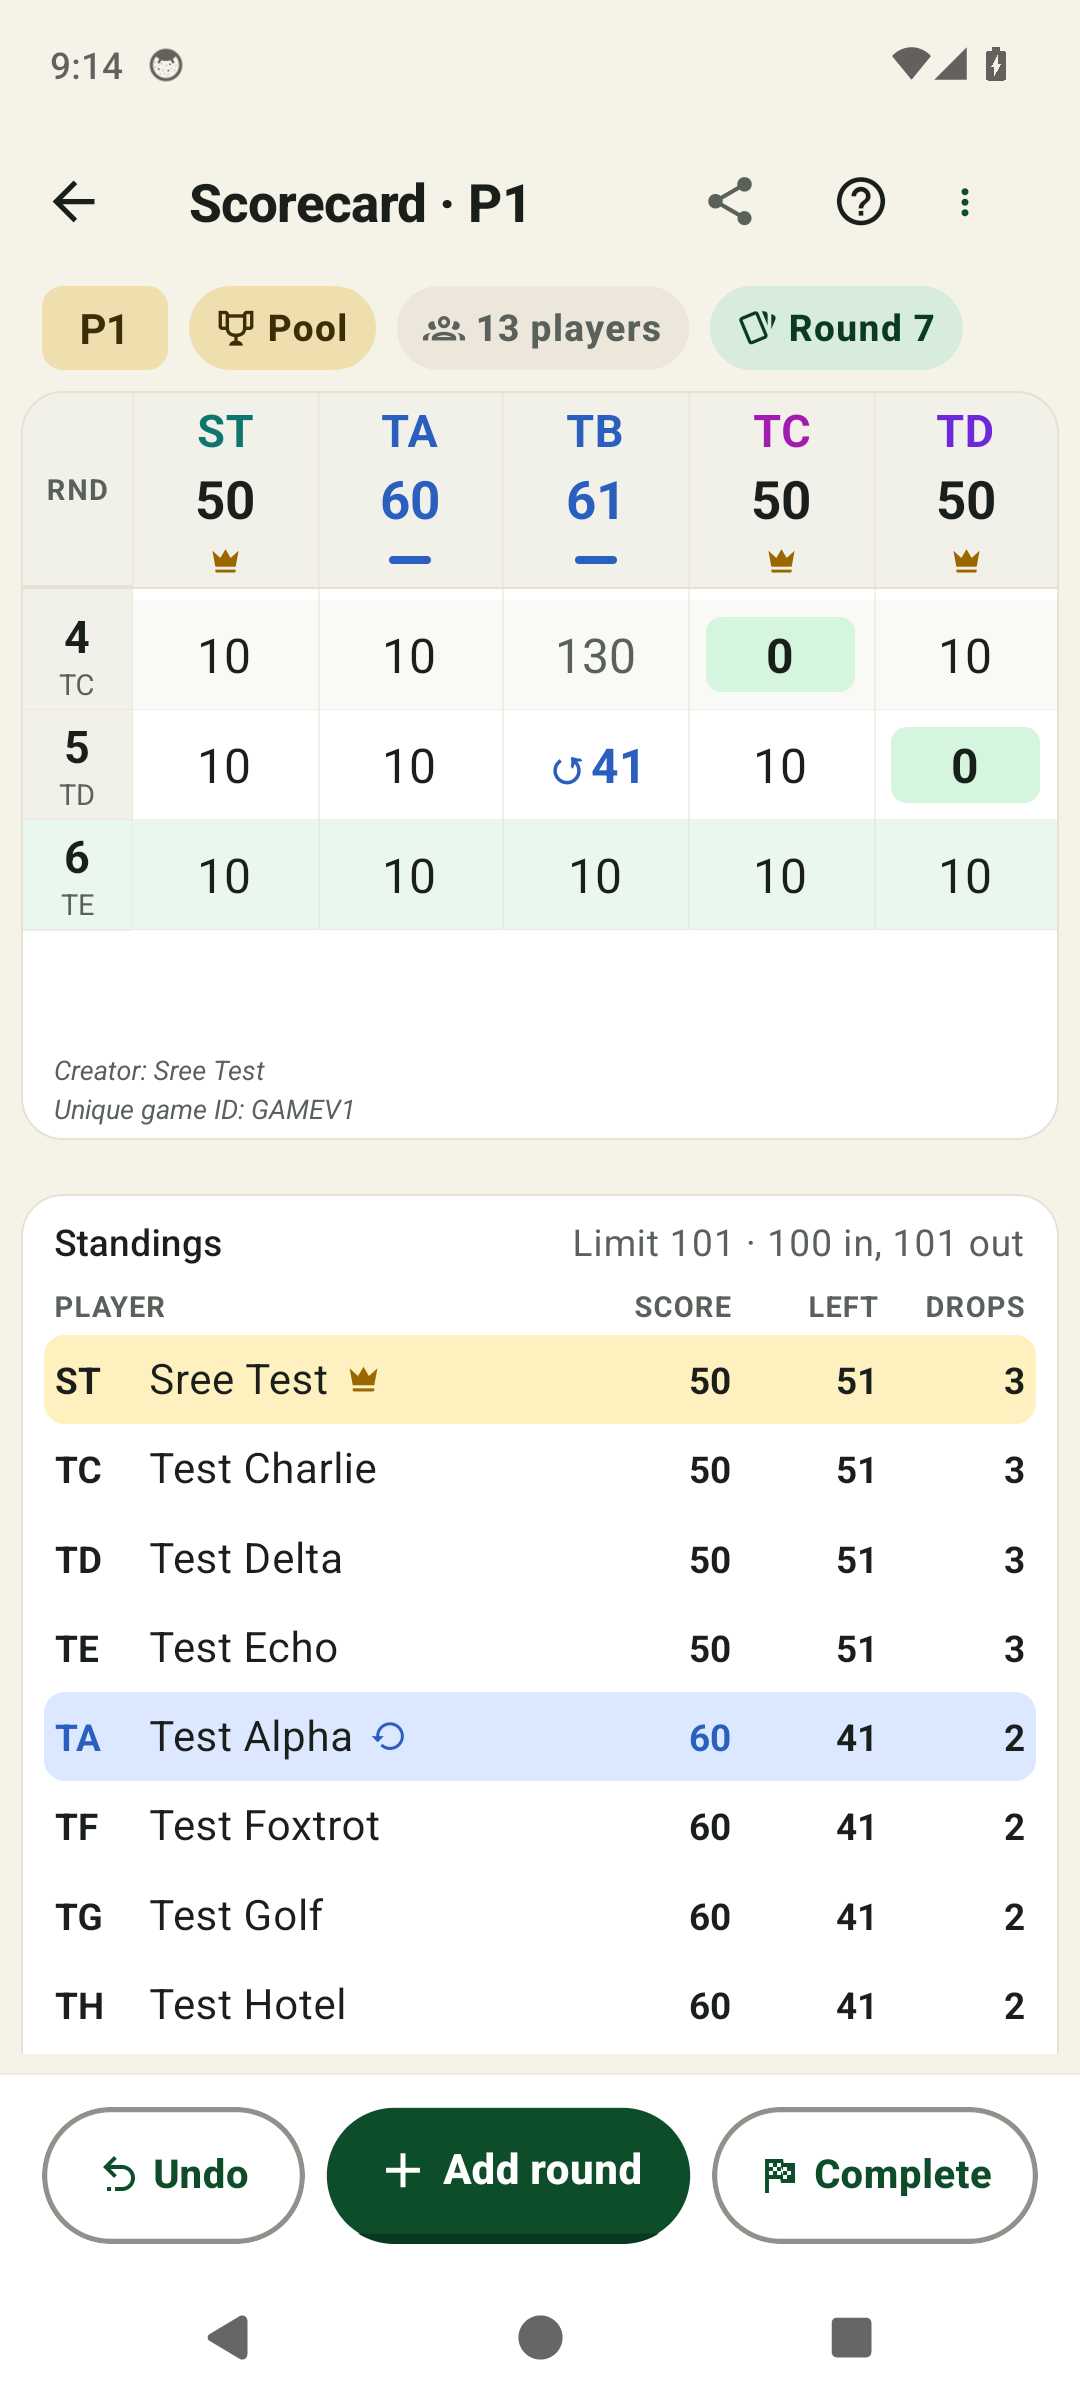 9:14
Scorecard · P1
P1 Pool 13 players Round 7
RND ST TA TB TC TD
50 60 61 50 50
4 TC 10 10 130 0 10
5 TD 10 10 41 10 0
6 TE 10 10 10 10 10
Creator: Sree Test
Unique game ID: GAMEV1
Standings Limit 101 · 100 in, 101 out
PLAYER SCORE LEFT DROPS
ST Sree Test 50 51 3
TC Test Charlie 50 51 3
TD Test Delta 50 51 3
TE Test Echo 50 51 3
TA Test Alpha 60 41 2
TF Test Foxtrot 60 41 2
TG Test Golf 60 41 2
TH Test Hotel 60 41 2
Undo Add round Complete